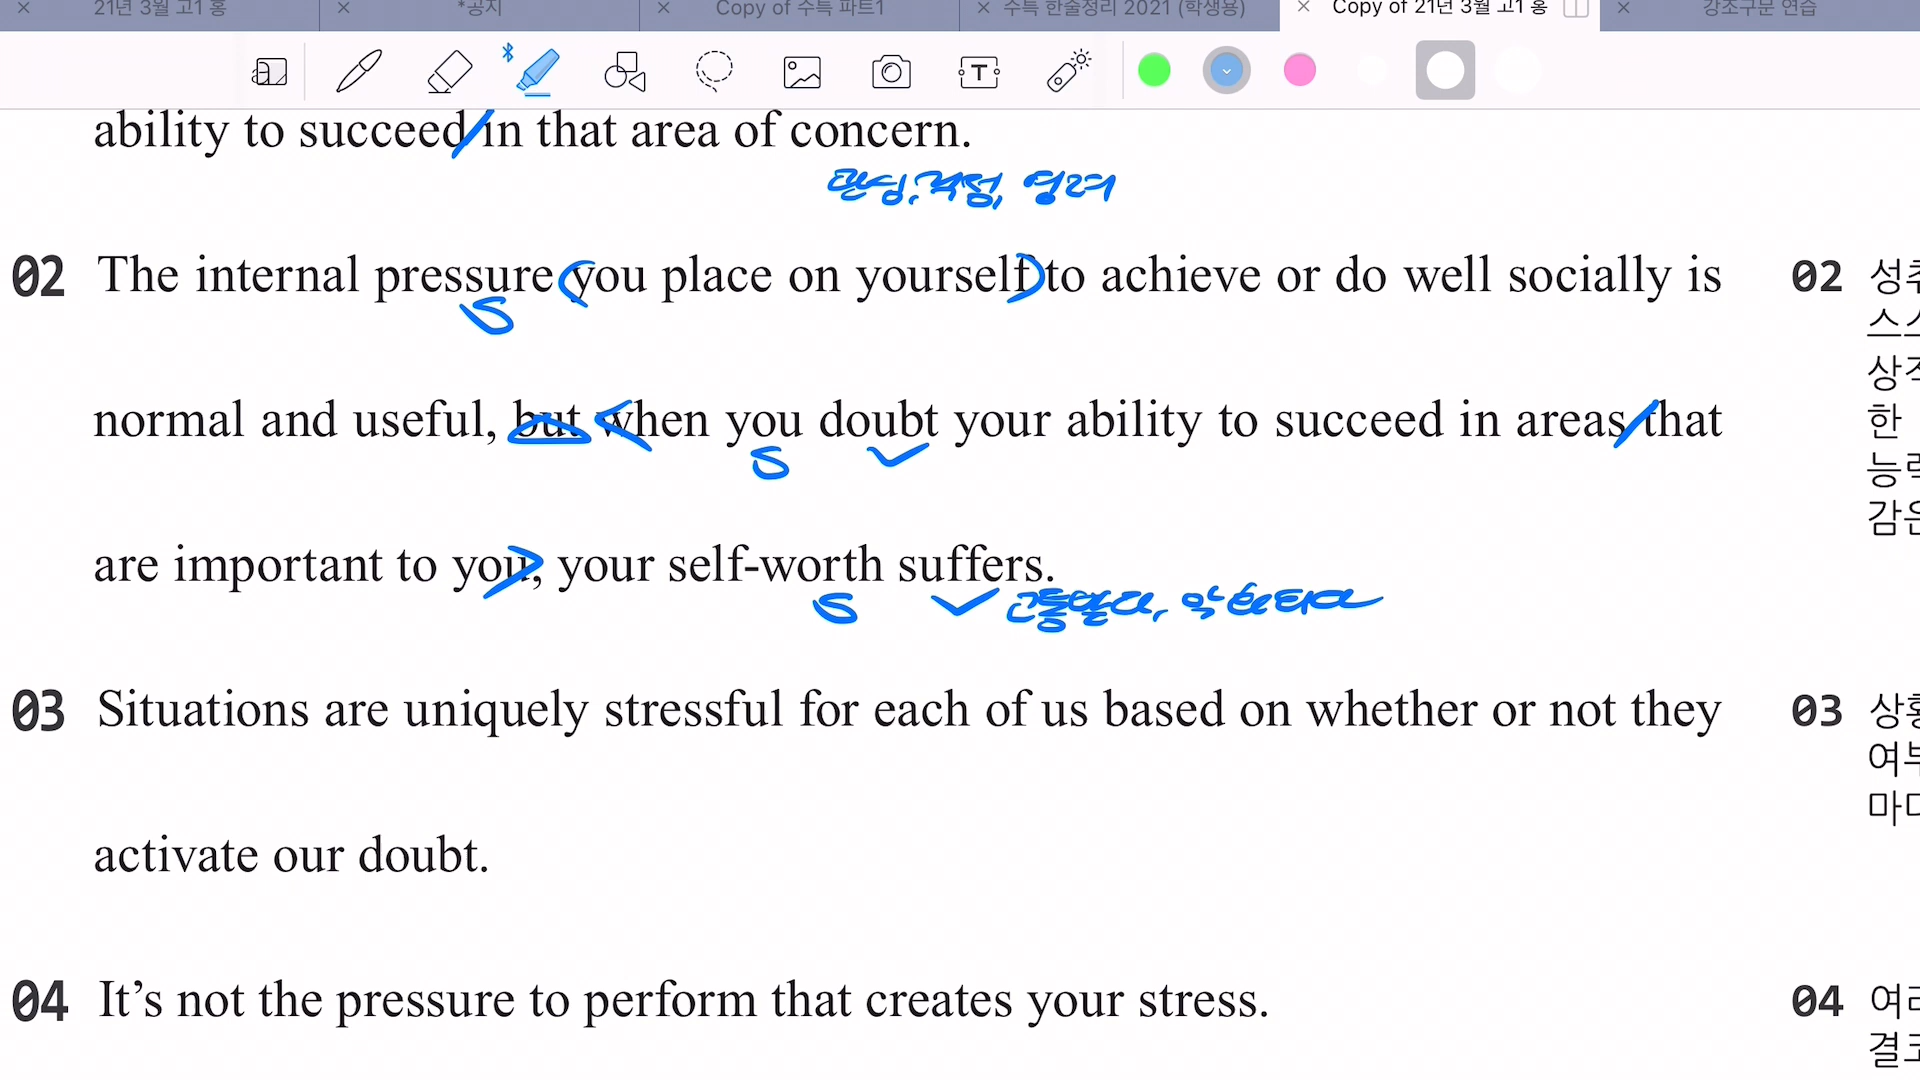 21년 3월 고1 홍
*공지
Copy of 수특 파트1
수특 한술정리 2021 (학생용)
Copy of 21년 3월 고1 홍
강조구문 연습
ability to succeed in that area of concern.
관심, 걱정, 염려
02 The internal pressure you place on yourself to achieve or do well socially is
S
normal and useful, but when you doubt your ability to succeed in areas that
S
are important to you, your self-worth suffers.
S 고통받다, 악화되다
03 Situations are uniquely stressful for each of us based on whether or not they
activate our doubt.
04 It's not the pressure to perform that creates your stress.
02
한
03
04